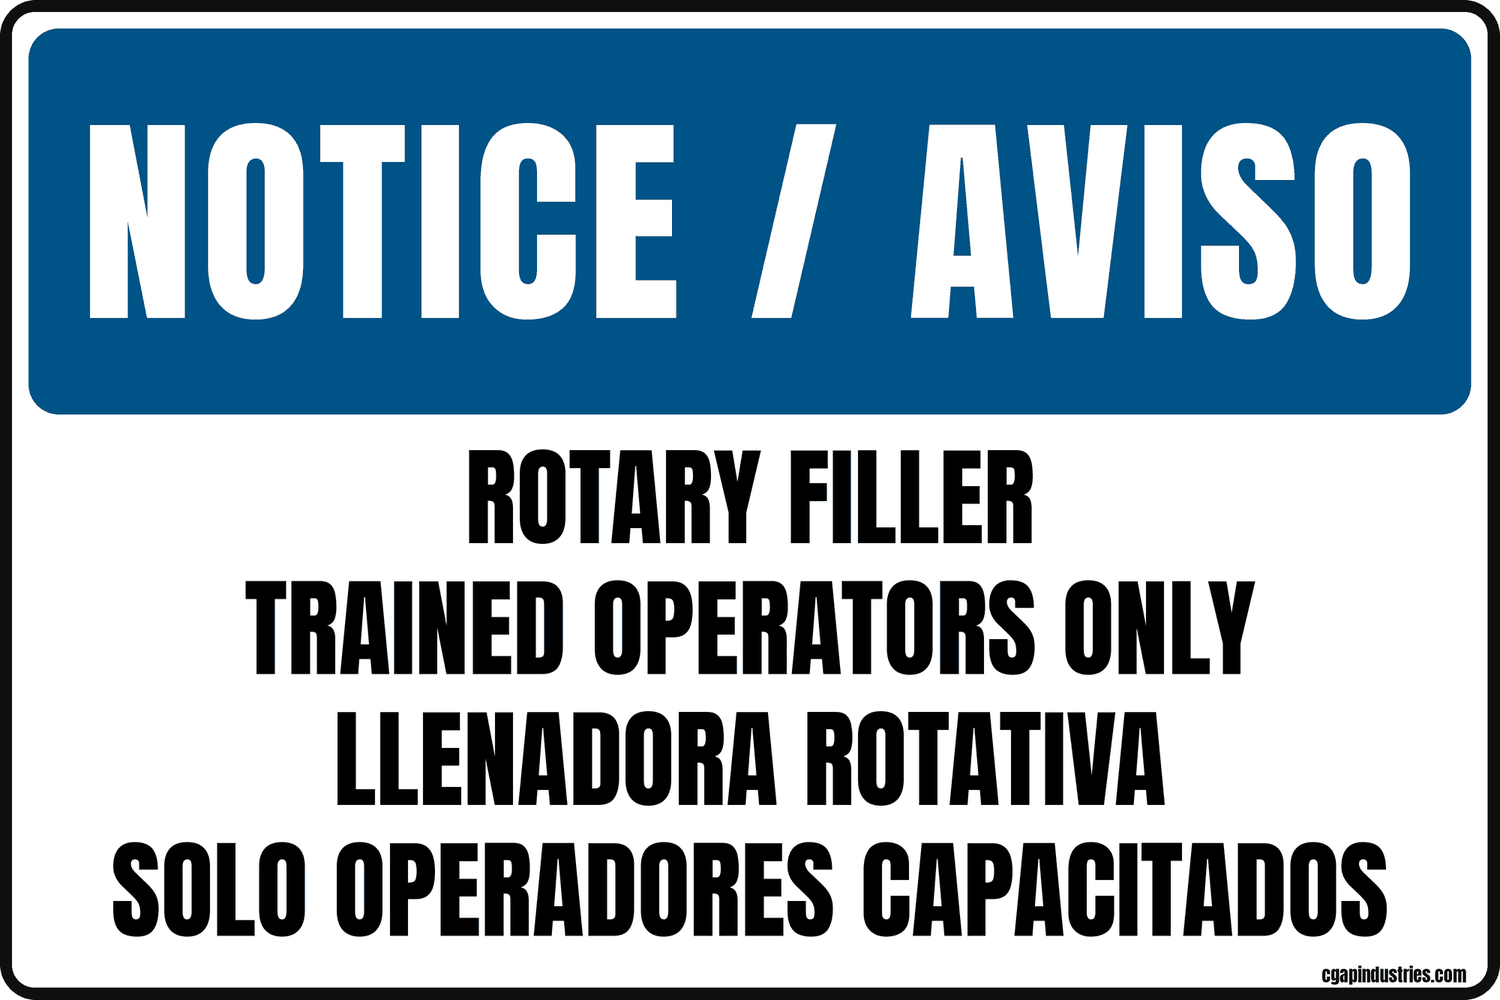 NOTICE / AVISO
ROTARY FILLER
TRAINED OPERATORS ONLY
LLENADORA ROTATIVA
SOLO OPERADORES CAPACITADOS
cgapindustries.com